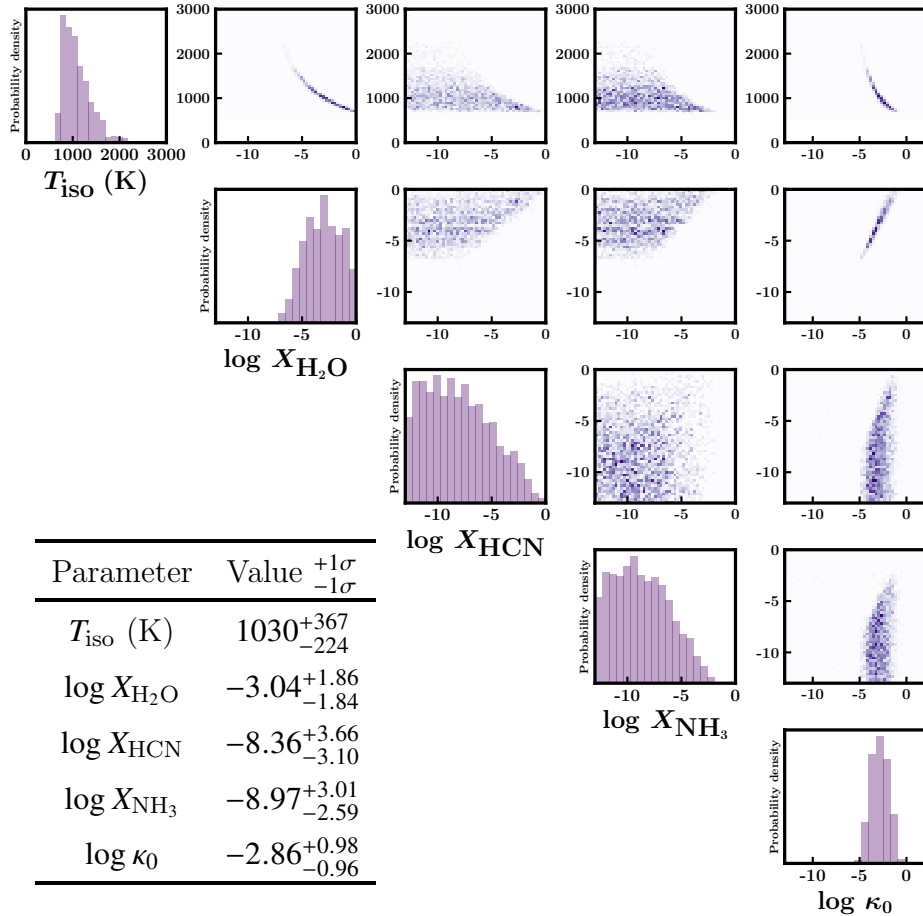 Probability density
3000 3000 3000 3000
2000 2000 2000 2000
1000 1000 1000 1000
0 0 0 0
0 1000 2000 3000 -10 -5 0 -10 -5 0 -10 -5 0 -10 -5 0
T_iso (K)
Probability density
0 0 0
-5 -5 -5
-10 -10 -10
-10 -5 0 -10 -5 0 -10 -5 0 -10 -5 0
log X_H₂O
Probability density
0 0
-5 -5
-10 -10
-10 -5 0 -10 -5 0 -10 -5 0
log X_HCN
Probability density
0
-5
-10
-10 -5 0 -10 -5 0
log X_NH₃
Parameter Value +1σ −1σ
T_iso (K) 1030 +367 −224
log X_H₂O −3.04 +1.86 −1.84
log X_HCN −8.36 +3.66 −3.10
log X_NH₃ −8.97 +3.01 −2.59
log κ₀ −2.86 +0.98 −0.96
Probability density
-10 -5 0
log κ₀